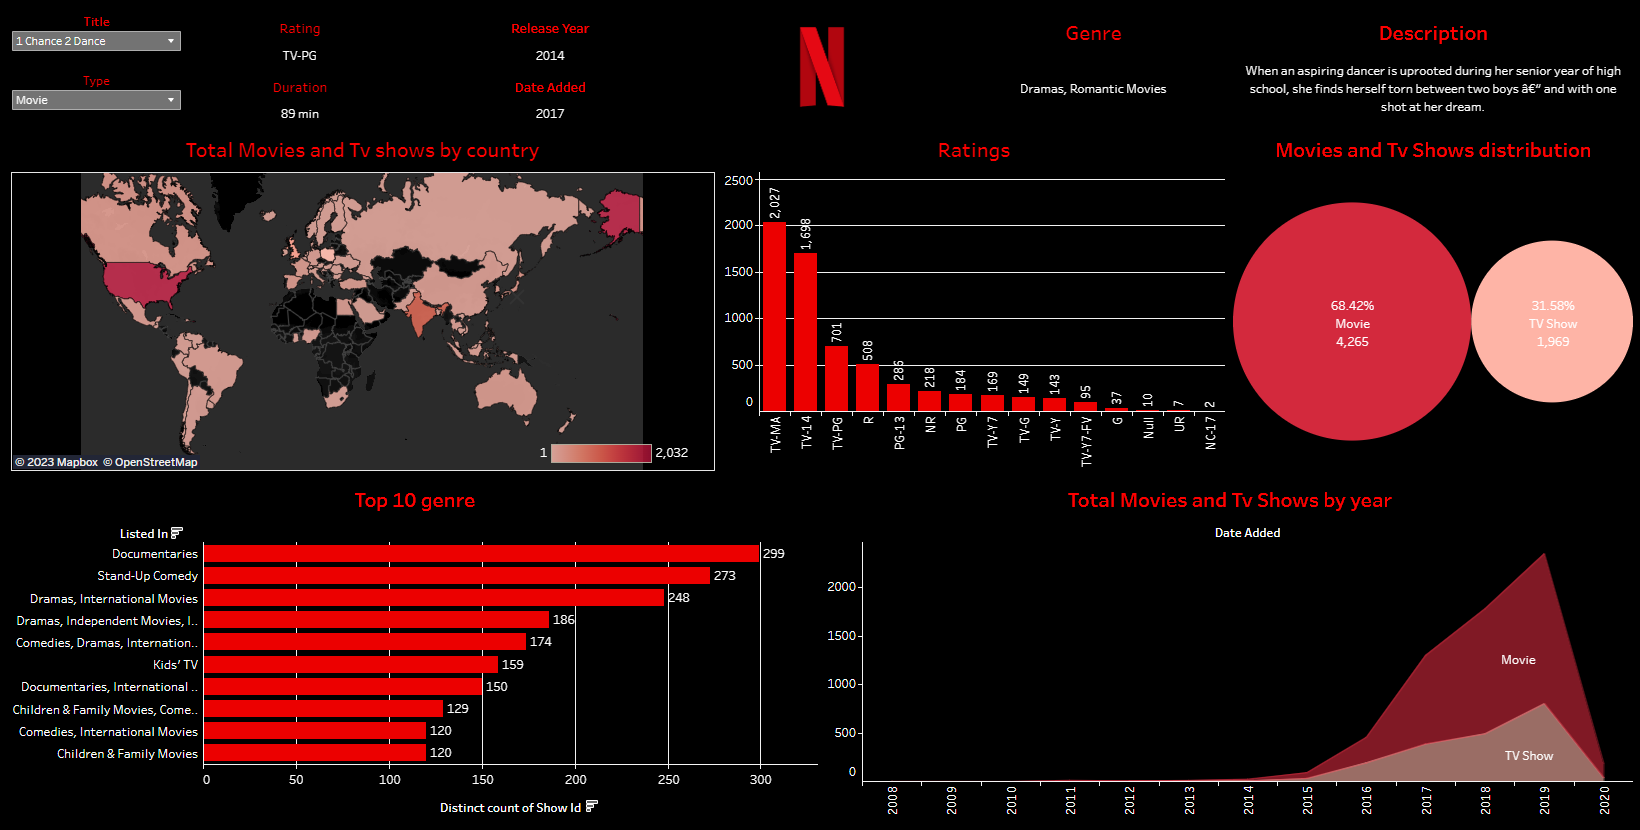 Title
1 Chance 2 Dance
Type
Movie
Rating
TV-PG
Duration
89 min
Release Year
2014
Date Added
2017
Genre
Dramas, Romantic Movies
Description
When an aspiring dancer is uprooted during her senior year of high
school, she finds herself torn between two boys â€” and with one
shot at her dream.
Total Movies and Tv shows by country
© 2023 Mapbox © OpenStreetMap
1
2,032
Ratings
2500
2000
1500
1000
500
0
2,027
1,698
701
508
286
218
184
169
149
143
95
37
10
7
2
TV-MA
TV-14
TV-PG
R
PG-13
NR
PG
TV-Y7
TV-G
TV-Y
TV-Y7-FV
G
Null
UR
NC-17
Movies and Tv Shows distribution
68.42%
Movie
4,265
31.58%
TV Show
1,969
Top 10 genre
Listed In
Documentaries
299
Stand-Up Comedy
273
Dramas, International Movies
248
Dramas, Independent Movies, I..
186
Comedies, Dramas, Internation..
174
Kids' TV
159
Documentaries, International ..
150
Children & Family Movies, Come..
129
Comedies, International Movies
120
Children & Family Movies
120
0
50
100
150
200
250
300
Distinct count of Show Id
Total Movies and Tv Shows by year
Date Added
2000
1500
1000
500
0
Movie
TV Show
2008
2009
2010
2011
2012
2013
2014
2015
2016
2017
2018
2019
2020